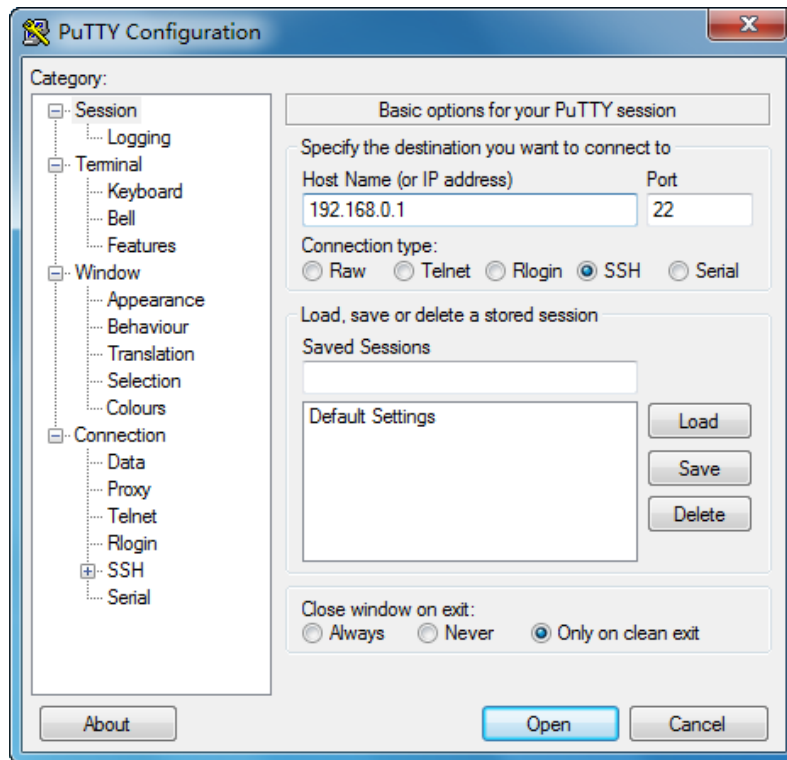 PuTTY Configuration
Category:
Session
Logging
Terminal
Keyboard
Bell
Features
Window
Appearance
Behaviour
Translation
Selection
Colours
Connection
Data
Proxy
Telnet
Rlogin
SSH
Serial
Basic options for your PuTTY session
Specify the destination you want to connect to
Host Name (or IP address) Port
192.168.0.1 22
Connection type:
Raw Telnet Rlogin SSH Serial
Load, save or delete a stored session
Saved Sessions
Default Settings
Load
Save
Delete
Close window on exit:
Always Never Only on clean exit
About Open Cancel